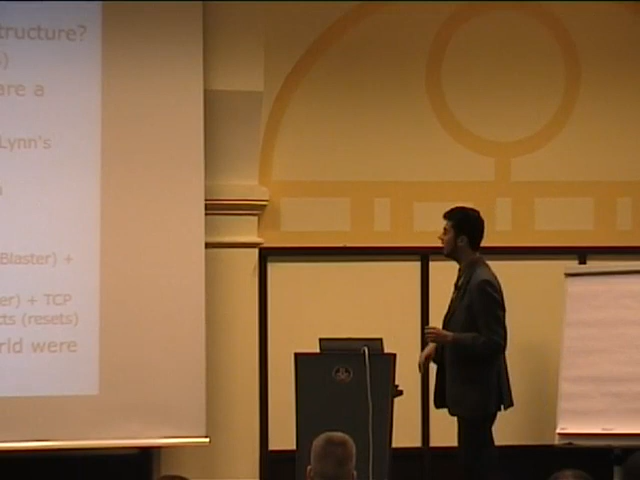 tructure?
)
are a
Lynn's
Blaster) +
er) + TCP
ts (resets)
rld were